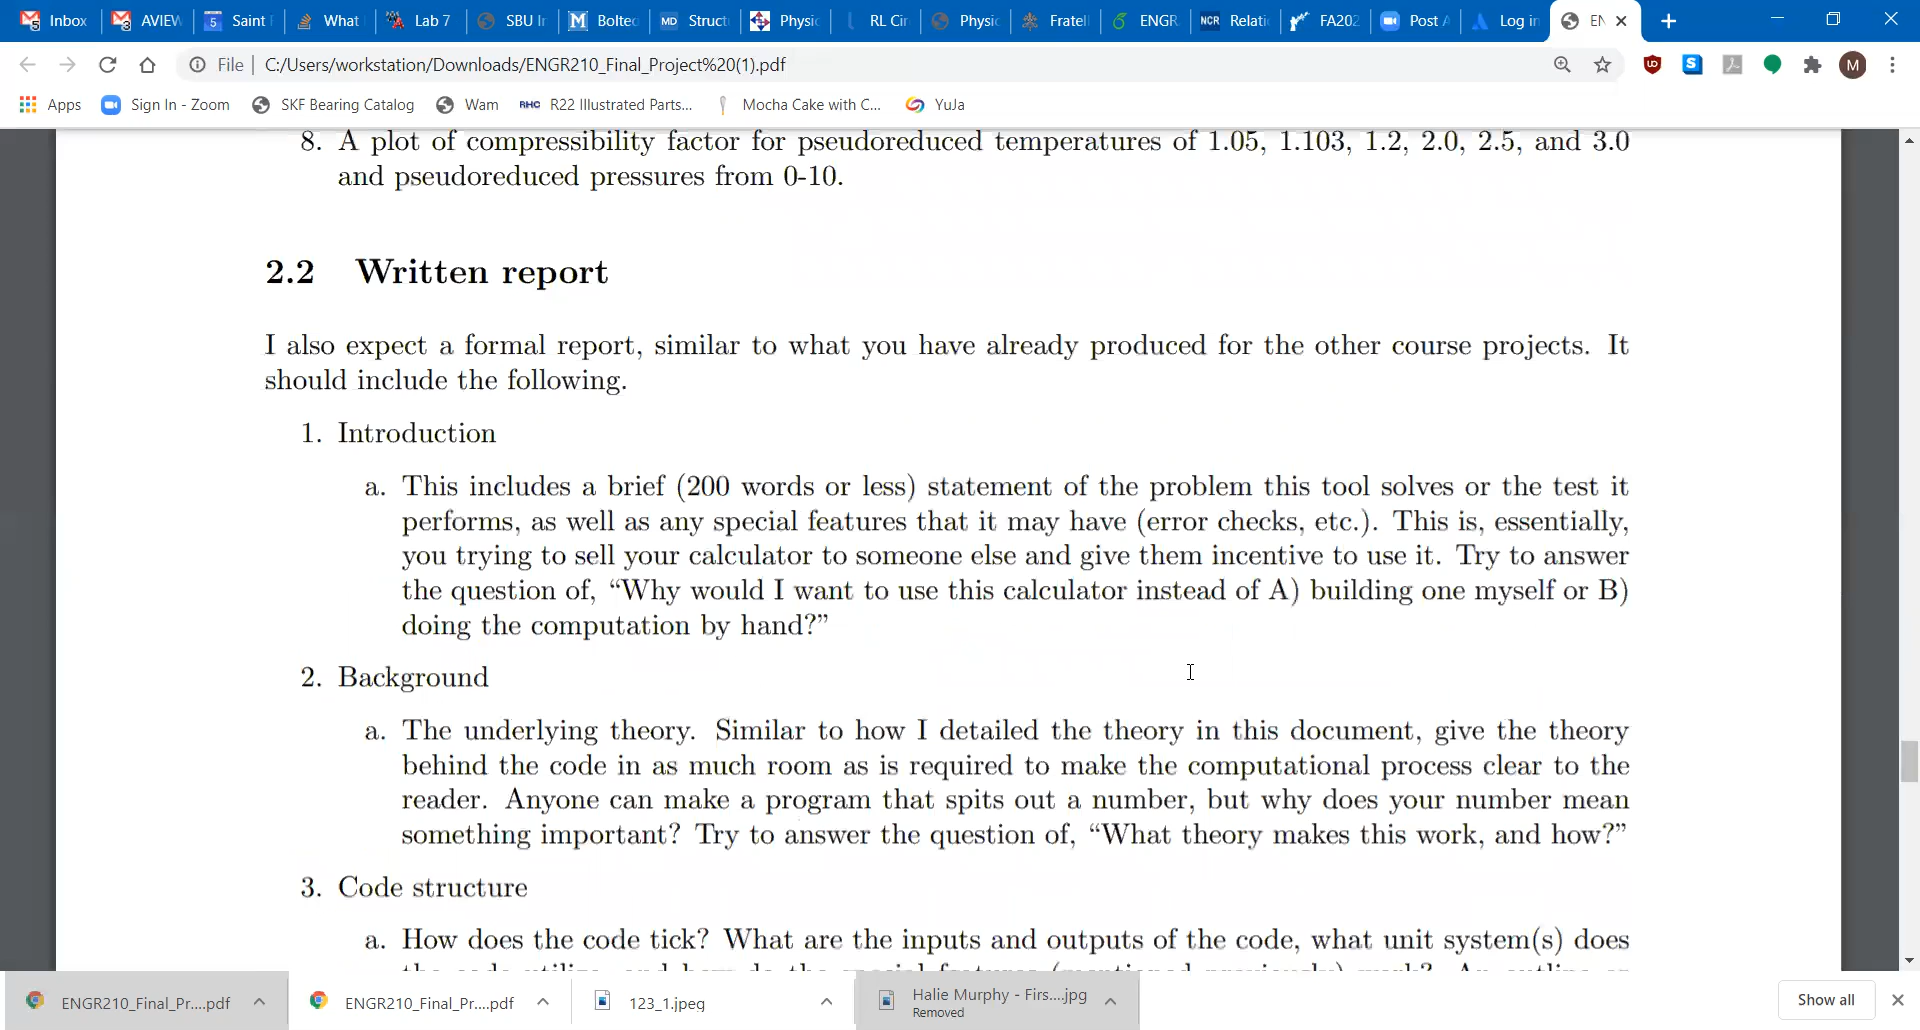 Inbox
AVIEW
Saint
What
Lab 7
SBU In
Boltec
Struct
Physic
RL Cir
Physic
Fratell
ENGR
Relati
FA202
Post A
Log in
EN
File
C:/Users/workstation/Downloads/ENGR210_Final_Project%20(1).pdf
Apps
Sign In - Zoom
SKF Bearing Catalog
Wam
RHC R22 Illustrated Parts...
Mocha Cake with C...
YuJa
8. A plot of compressibility factor for pseudoreduced temperatures of 1.05, 1.103, 1.2, 2.0, 2.5, and 3.0
and pseudoreduced pressures from 0-10.
2.2 Written report
I also expect a formal report, similar to what you have already produced for the other course projects. It
should include the following.
1. Introduction
a. This includes a brief (200 words or less) statement of the problem this tool solves or the test it
performs, as well as any special features that it may have (error checks, etc.). This is, essentially,
you trying to sell your calculator to someone else and give them incentive to use it. Try to answer
the question of, “Why would I want to use this calculator instead of A) building one myself or B)
doing the computation by hand?”
2. Background
a. The underlying theory. Similar to how I detailed the theory in this document, give the theory
behind the code in as much room as is required to make the computational process clear to the
reader. Anyone can make a program that spits out a number, but why does your number mean
something important? Try to answer the question of, “What theory makes this work, and how?”
3. Code structure
a. How does the code tick? What are the inputs and outputs of the code, what unit system(s) does
ENGR210_Final_Pr....pdf
ENGR210_Final_Pr....pdf
123_1.jpeg
Halie Murphy - Firs....jpg
Removed
Show all